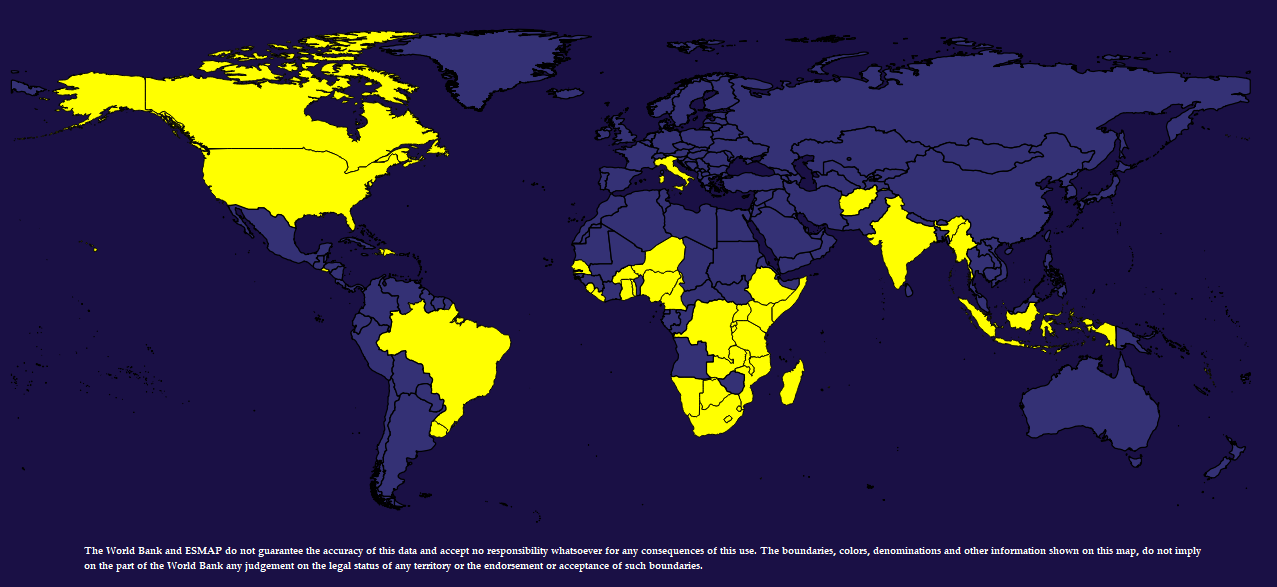 The World Bank and ESMAP do not guarantee the accuracy of this data and accept no responsibility whatsoever for any consequences of this use. The boundaries, colors, denominations and other information shown on this map, do not imply
on the part of the World Bank any judgement on the legal status of any territory or the endorsement or acceptance of such boundaries.